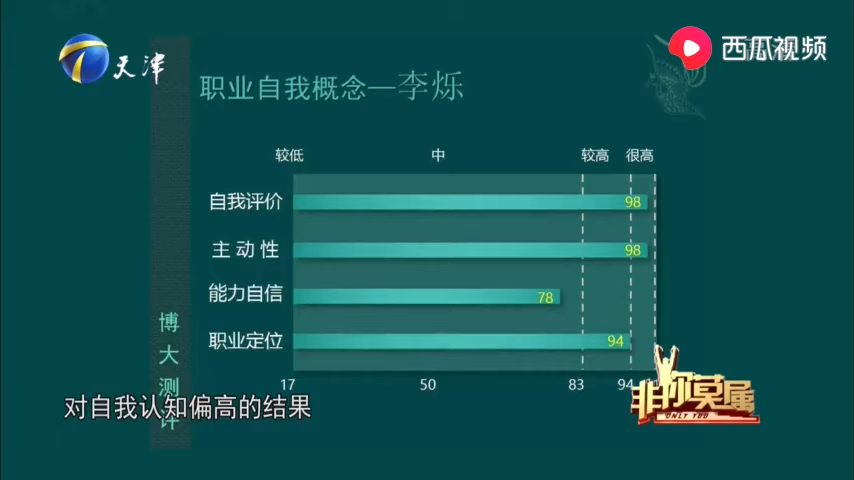 天津
西瓜视频
职业自我概念—李烁
较低 中 较高 很高
自我评价 98
主动性 98
能力自信 78
职业定位 94
17 50 83 94
博大测评
对自我认知偏高的结果
非你莫属
ONLY YOU